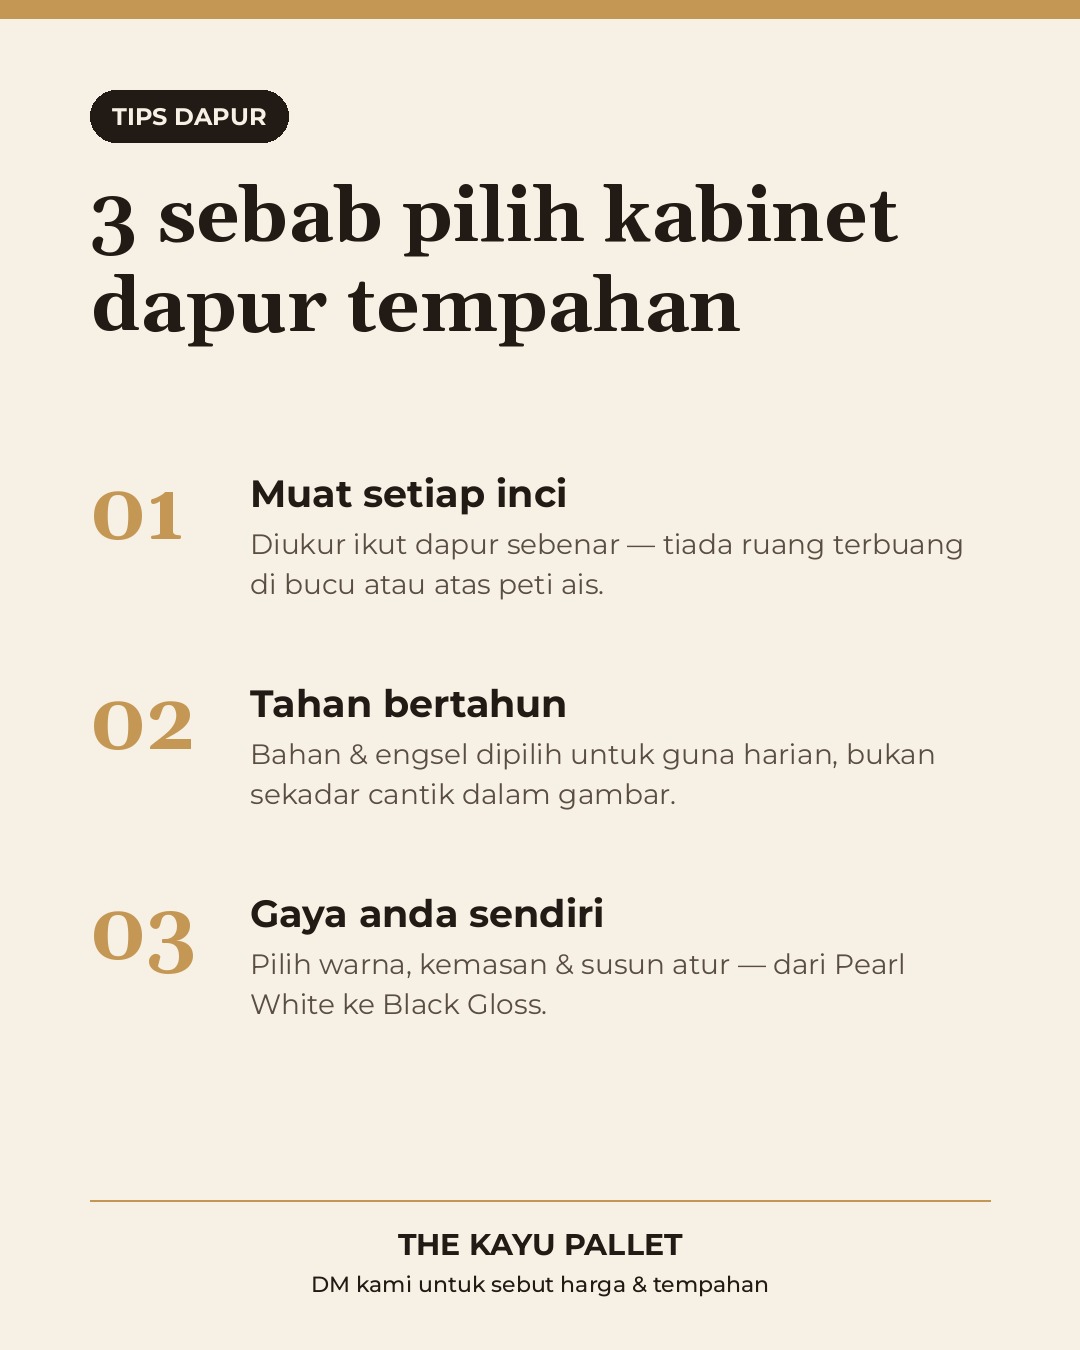 TIPS DAPUR
3 sebab pilih kabinet
dapur tempahan
01
Muat setiap inci
Diukur ikut dapur sebenar — tiada ruang terbuang
di bucu atau atas peti ais.
02
Tahan bertahun
Bahan & engsel dipilih untuk guna harian, bukan
sekadar cantik dalam gambar.
03
Gaya anda sendiri
Pilih warna, kemasan & susun atur — dari Pearl
White ke Black Gloss.
THE KAYU PALLET
DM kami untuk sebut harga & tempahan